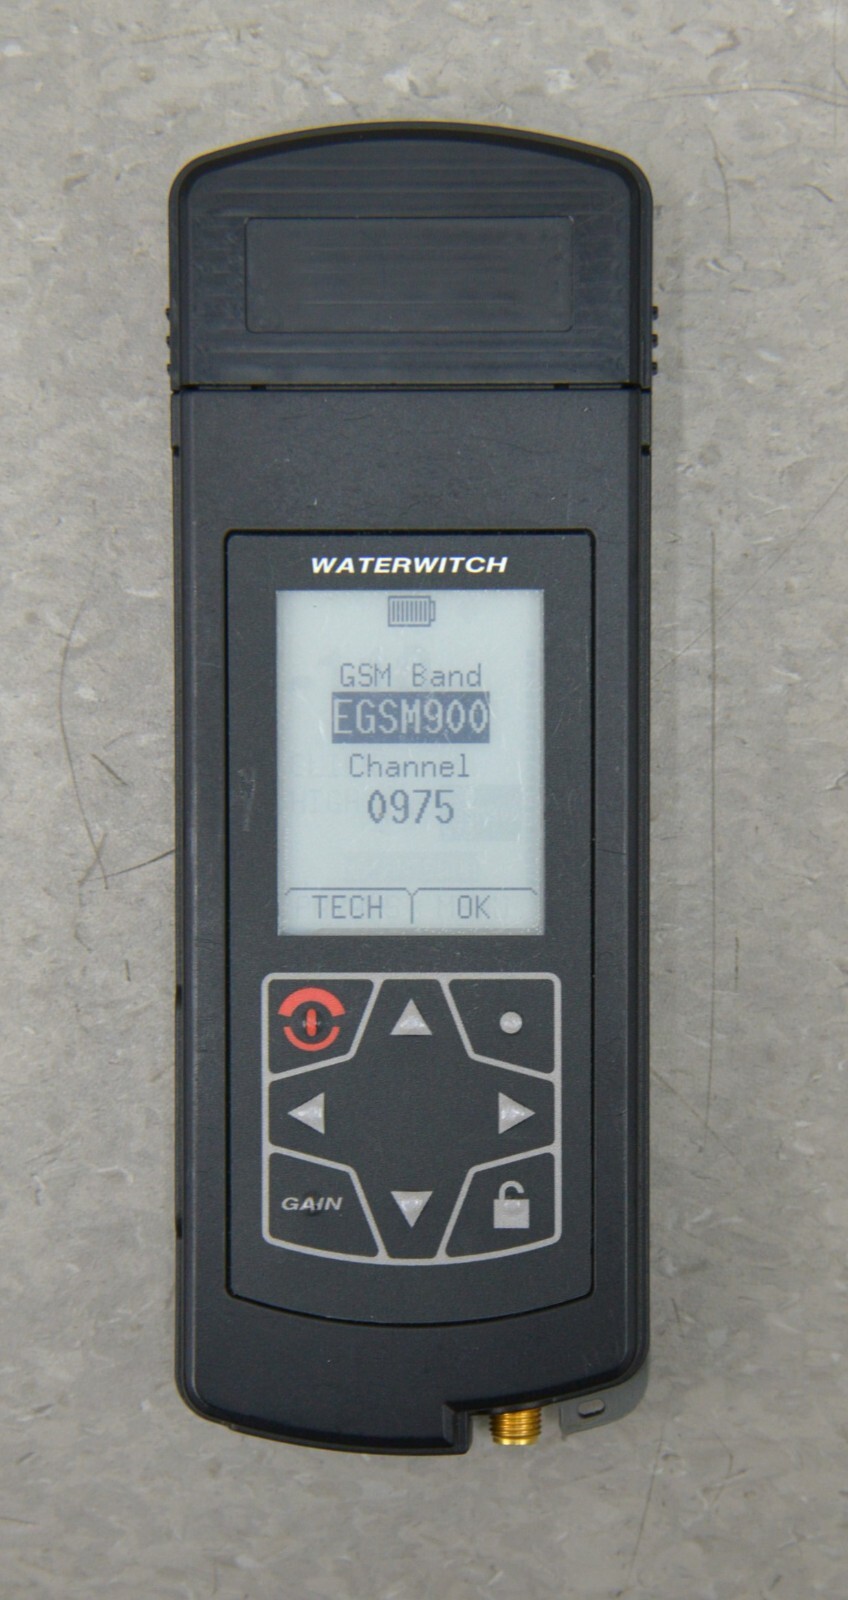 WATERWITCH
GSM Band
EGSM900
Channel
0975
TECH OK
GAIN